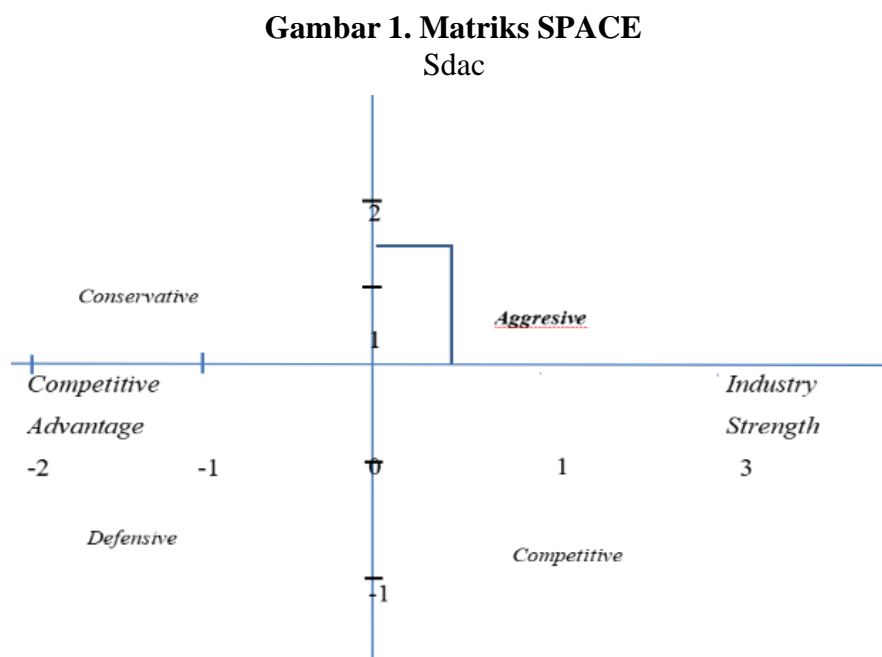 Gambar 1. Matriks SPACE
Sdac
2
Conservative
Aggresive
1
Competitive
Advantage
Industry
Strength
-2
-1
0
1
3
Defensive
Competitive
-1